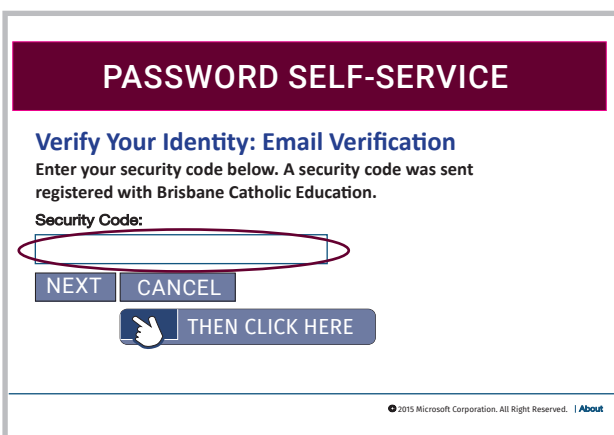 PASSWORD SELF-SERVICE
Verify Your Identity: Email Verification
Enter your security code below. A security code was sent
registered with Brisbane Catholic Education.
Security Code:
NEXT CANCEL
THEN CLICK HERE
© 2015 Microsoft Corporation. All Right Reserved. | About